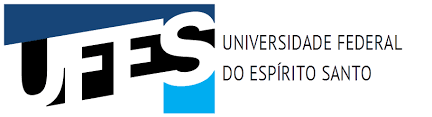 UFES
UNIVERSIDADE FEDERAL
DO ESPÍRITO SANTO